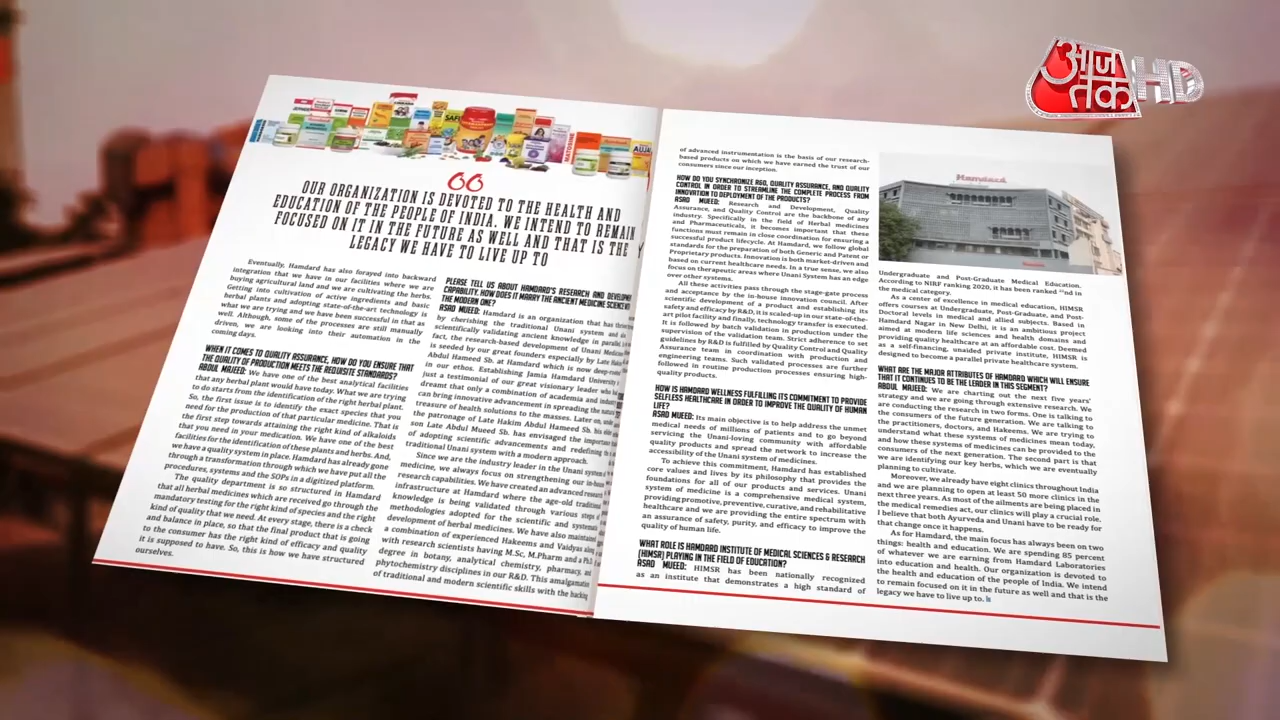 आज तक HD
SAFI
OUR ORGANIZATION IS DEVOTED TO THE HEALTH AND
EDUCATION OF THE PEOPLE OF INDIA. WE INTEND TO REMAIN
FOCUSED ON IT IN THE FUTURE AS WELL AND THAT IS THE
LEGACY WE HAVE TO LIVE UP TO
Eventually, Hamdard has also forayed into backward
integration that we have in our facilities where we are
buying agricultural land and we are cultivating the herbs.
Getting into cultivation of active ingredients and basic
herbal plants and adopting state-of-the-art technology is
what we are trying and we have been successful in that as
well. Although, some of the processes are still manually
driven, we are looking into their automation in the
coming days.
WHEN IT COMES TO QUALITY ASSURANCE, HOW DO YOU ENSURE THAT
THE QUALITY OF PRODUCTION MEETS THE REQUISITE STANDARDS?
ABDUL MAJEED: We have one of the best analytical facilities
that any herbal plant would have today. What we are trying
to do starts from the identification of the right herbal plant.
So, the first issue is to identify the exact species that you
need for the production of that particular medicine. That is
the first step towards attaining the right kind of alkaloids
that you need in your medication. We have one of the best
facilities for the identification of these plants and herbs. And,
we have a quality system in place. Hamdard has already gone
through a transformation through which we have put all the
procedures, systems and the SOPs in a digitized platform.
The quality department is so structured in Hamdard
that all herbal medicines which are received go through the
mandatory testing for the right kind of species and the right
kind of quality that we need. At every stage, there is a check
and balance in place, so that the final product that is going
to the consumer has the right kind of efficacy and quality
it is supposed to have. So, this is how we have structured
ourselves.
PLEASE TELL US ABOUT HAMDARD'S RESEARCH AND
CAPABILITY. HOW DOES IT MARRY THE ANCIENT MEDICINE
THE MODERN ONE?
ASAD MUEED: Hamdard is an organization that has
by cherishing the traditional Unani system and
scientifically validating ancient knowledge in
fact, the research-based development of Unani
is seeded by our great founders especially by Late
Abdul Hameed Sb. at Hamdard which is now
in our ethos. Establishing Jamia Hamdard
just a testimonial of our great visionary leader who
dreamt that only a combination of academia and
can bring innovative advancement in spreading the
treasure of health solutions to the masses. Later on,
the patronage of Late Hakim Abdul Hameed Sb. his
son Late Abdul Mueed Sb. has envisaged the
of adopting scientific advancements and redefining
traditional Unani system with a modern approach.
Since we are the industry leader in the Unani
medicine, we always focus on strengthening our
research capabilities. We have created an advanced
infrastructure at Hamdard where the age-old
knowledge is being validated through various
methodologies adopted for the scientific and
development of herbal medicines. We have also
a combination of experienced Hakeems and Vaidyas
with research scientists having M.Sc, M.Pharm and a
degree in botany, analytical chemistry, pharmacy,
phytochemistry disciplines in our R&D. This
of traditional and modern scientific skills with the
of advanced instrumentation is the basis of our research-
based products on which we have earned the trust of our
consumers since our inception.
HOW DO YOU SYNCHRONIZE R&D, QUALITY ASSURANCE, AND QUALITY
CONTROL IN ORDER TO STREAMLINE THE COMPLETE PROCESS FROM
INNOVATION TO DEPLOYMENT OF THE PRODUCTS?
ASAD MUEED: Research and Development, Quality
Assurance, and Quality Control are the backbone of any
industry. Specifically in the field of Herbal medicines
and Pharmaceuticals, it becomes important that these
functions must remain in close coordination for ensuring a
successful product lifecycle. At Hamdard, we follow global
standards for the preparation of both Generic and Patent or
Proprietary products. Innovation is both market-driven and
based on current healthcare needs. In a true sense, we also
focus on therapeutic areas where Unani System has an edge
over other systems.
All these activities pass through the stage-gate process
and acceptance by the in-house innovation council. After
scientific development of a product and establishing its
safety and efficacy by R&D, it is scaled-up in our state-of-the-
art pilot facility and finally, technology transfer is executed.
It is followed by batch validation in production under the
supervision of the validation team. Strict adherence to set
guidelines by R&D is fulfilled by Quality Control and Quality
Assurance team in coordination with production and
engineering teams. Such validated processes are further
followed in routine production processes ensuring high-
quality products.
HOW IS HAMDARD WELLNESS FULFILLING ITS COMMITMENT TO PROVIDE
SELFLESS HEALTHCARE IN ORDER TO IMPROVE THE QUALITY OF HUMAN
LIFE?
ASAD MUEED: Its main objective is to help address the unmet
medical needs of millions of patients and to go beyond
servicing the Unani-loving community with affordable
quality products and spread the network to increase the
accessibility of the Unani system of medicines.
To achieve this commitment, Hamdard has established
core values and lives by its philosophy that provides the
foundations for all of our products and services. Unani
system of medicine is a comprehensive medical system,
providing promotive, preventive, curative, and rehabilitative
healthcare and we are providing the entire spectrum with
an assurance of safety, purity, and efficacy to improve the
quality of human life.
WHAT ROLE IS HAMDARD INSTITUTE OF MEDICAL SCIENCES & RESEARCH
(HIMSR) PLAYING IN THE FIELD OF EDUCATION?
ASAD MUEED: HIMSR has been nationally recognized
as an institute that demonstrates a high standard of
Hamdard
Undergraduate and Post-Graduate Medical Education.
According to NIRF ranking 2020, it has been ranked 22nd in
the medical category.
As a center of excellence in medical education, HIMSR
offers courses at Undergraduate, Post-Graduate, and Post-
Doctoral levels in medical and allied subjects. Based in
Hamdard Nagar in New Delhi, it is an ambitious project
aimed at modern life sciences and health domains and
providing quality healthcare at an affordable cost. Deemed
as a self-financing, unaided private institute, HIMSR is
designed to become a parallel private healthcare system.
WHAT ARE THE MAJOR ATTRIBUTES OF HAMDARD WHICH WILL ENSURE
THAT IT CONTINUES TO BE THE LEADER IN THIS SEGMENT?
ABDUL MAJEED: We are charting out the next five years'
strategy and we are going through extensive research. We
are conducting the research in two forms. One is talking to
the consumers of the future generation. We are talking to
the practitioners, doctors, and Hakeems. We are trying to
understand what these systems of medicines mean today,
and how these systems of medicine can be provided to the
consumers of the next generation. The second part is that
we are identifying our key herbs, which we are eventually
planning to cultivate.
Moreover, we already have eight clinics throughout India
and we are planning to open at least 50 more clinics in the
next three years. As most of the ailments are being placed in
the medical remedies act, our clinics will play a crucial role.
I believe that both Ayurveda and Unani have to be ready for
that change once it happens.
As for Hamdard, the main focus has always been on two
things: health and education. We are spending 85 percent
of whatever we are earning from Hamdard Laboratories
into education and health. Our organization is devoted to
the health and education of the people of India. We intend
to remain focused on it in the future as well and that is the
legacy we have to live up to.